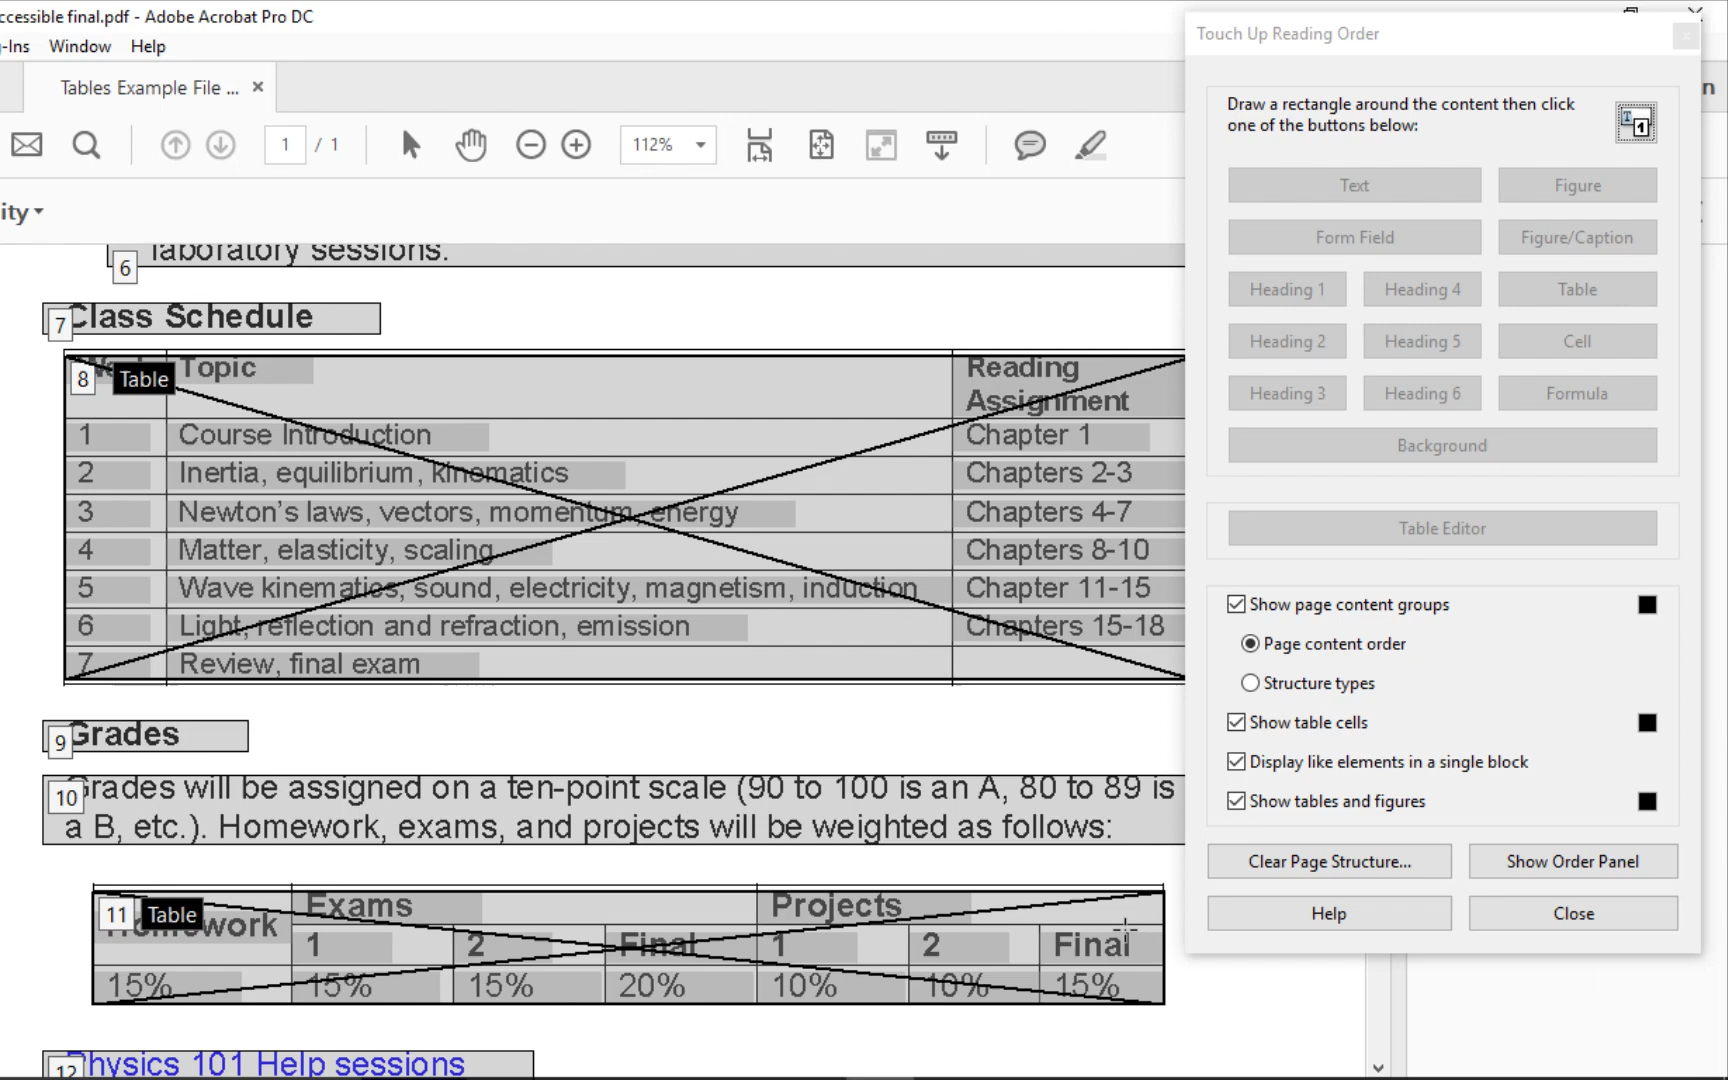 ccessible final.pdf - Adobe Acrobat Pro DC
-Ins Window Help
Tables Example File ... ×
1 / 1 112%
ity
6 laboratory sessions.
7 Class Schedule
8 Table Topic Reading Assignment
1 Course Introduction Chapter 1
2 Inertia, equilibrium, kinematics Chapters 2-3
3 Newton's laws, vectors, momentum, energy Chapters 4-7
4 Matter, elasticity, scaling Chapters 8-10
5 Wave kinematics, sound, electricity, magnetism, induction Chapter 11-15
6 Light, reflection and refraction, emission Chapters 15-18
7 Review, final exam
9 Grades
10 Grades will be assigned on a ten-point scale (90 to 100 is an A, 80 to 89 is
a B, etc.). Homework, exams, and projects will be weighted as follows:
11 Table Exams Projects
Homework 1 2 Final 1 2 Final
15% 15% 15% 20% 10% 10% 15%
12 Physics 101 Help sessions
Touch Up Reading Order
Draw a rectangle around the content then click
one of the buttons below:
Text Figure
Form Field Figure/Caption
Heading 1 Heading 4 Table
Heading 2 Heading 5 Cell
Heading 3 Heading 6 Formula
Background
Table Editor
Show page content groups
Page content order
Structure types
Show table cells
Display like elements in a single block
Show tables and figures
Clear Page Structure... Show Order Panel
Help Close
n